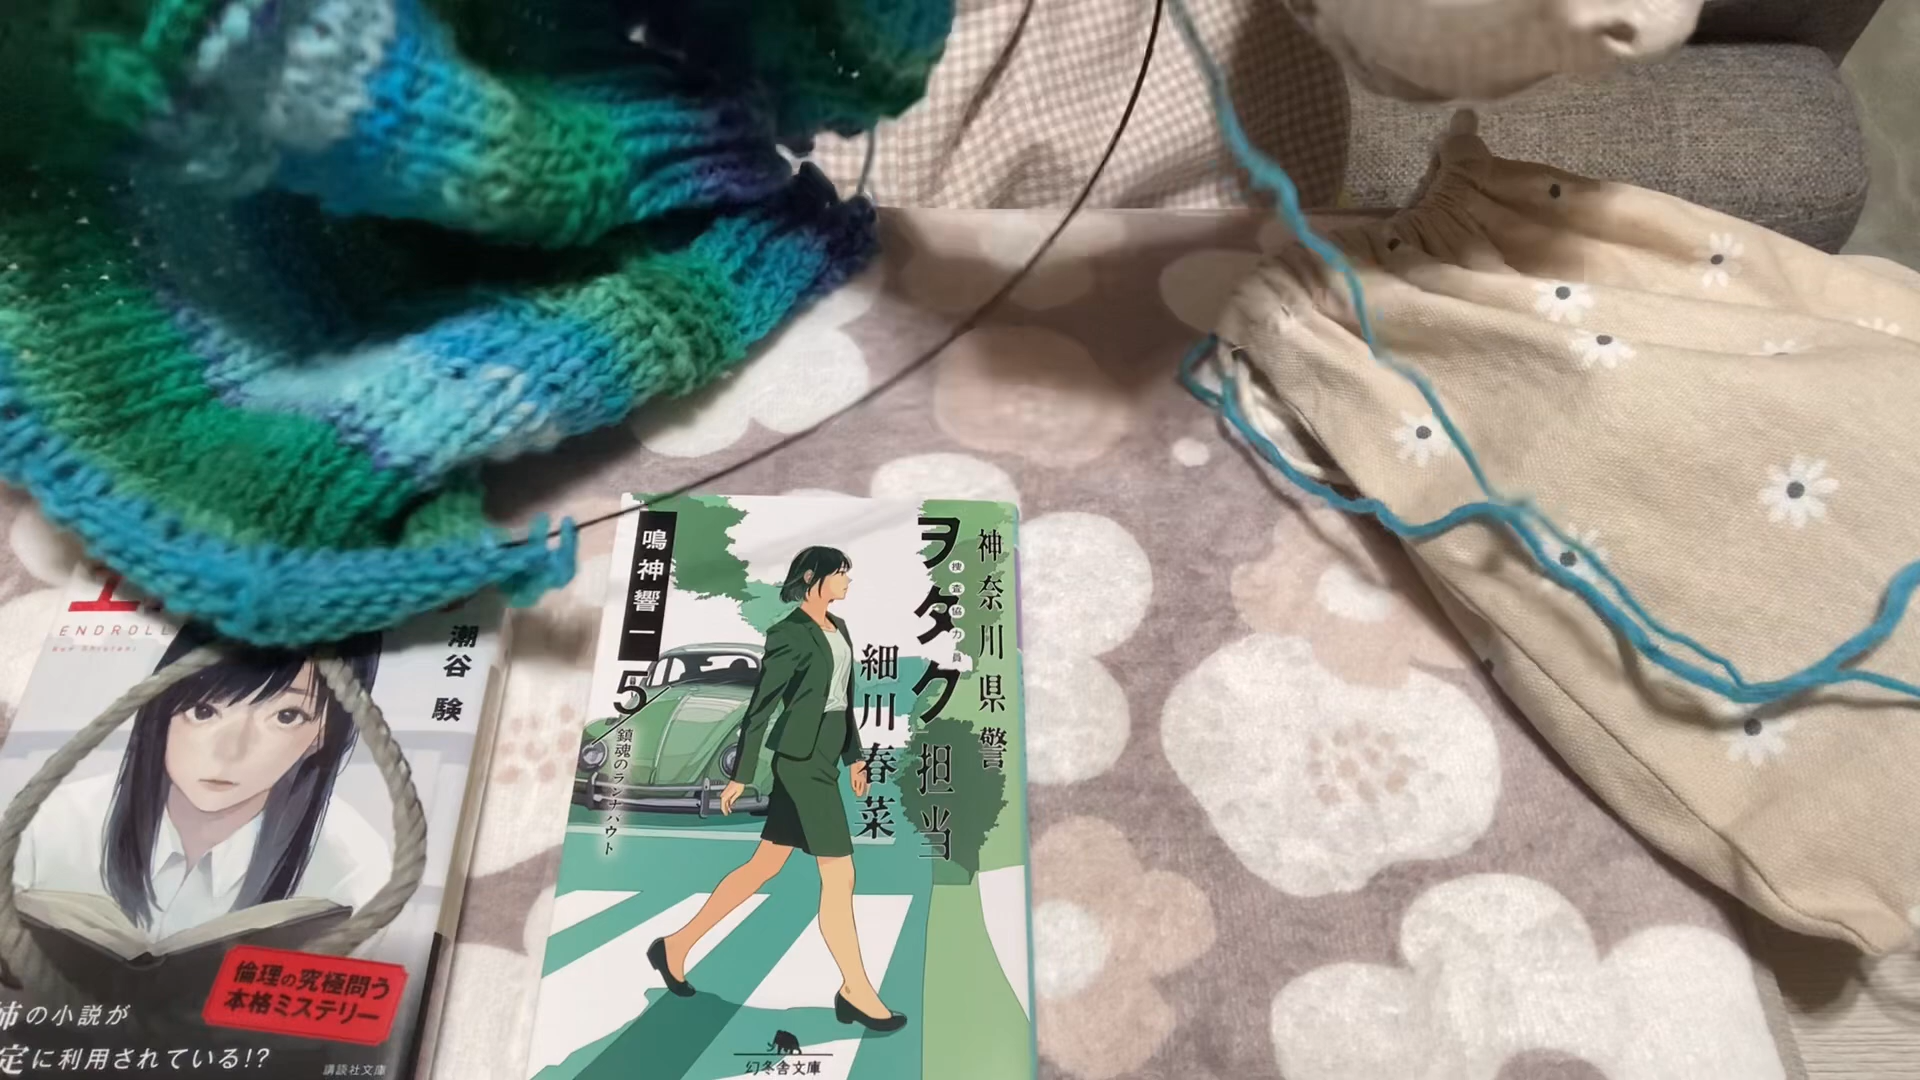 ENDROLL
潮谷 験
倫理の究極問う
本格ミステリー
の小説が
定に利用されている!?
講談社文庫
神奈川県警
ヲタク担当
捜査協力員
細川春菜
鳴神響一
5
鎮魂のランナバウト
幻冬舎文庫